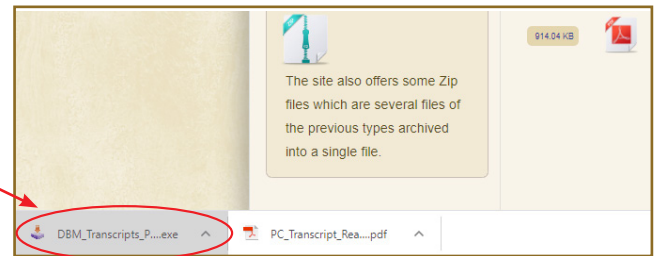 914.04 KB
The site also offers some Zip
files which are several files of
the previous types archived
into a single file.
DBM_Transcripts_P....exe
PC_Transcript_Rea....pdf